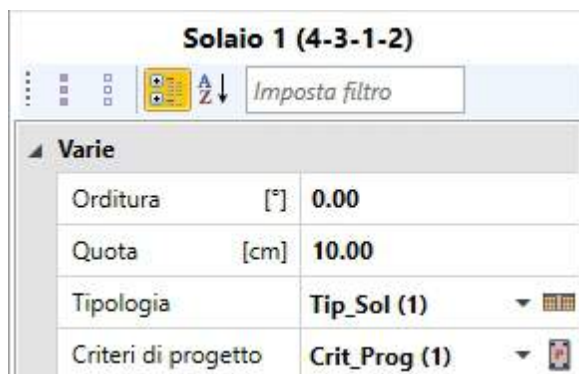 Solaio 1 (4-3-1-2)
A Z Imposta filtro
Varie
Orditura [°] 0.00
Quota [cm] 10.00
Tipologia Tip_Sol (1)
Criteri di progetto Crit_Prog (1) P